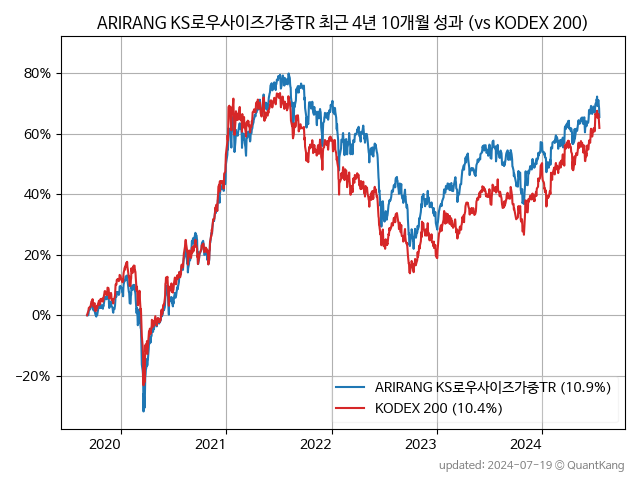 ARIRANG KS로우사이즈가중TR 최근 4년 10개월 성과 (vs KODEX 200)
80%
60%
40%
20%
0%
−20%
ARIRANG KS로우사이즈가중TR (10.9%)
KODEX 200 (10.4%)
2020 2021 2022 2023 2024
updated: 2024-07-19 © QuantKang